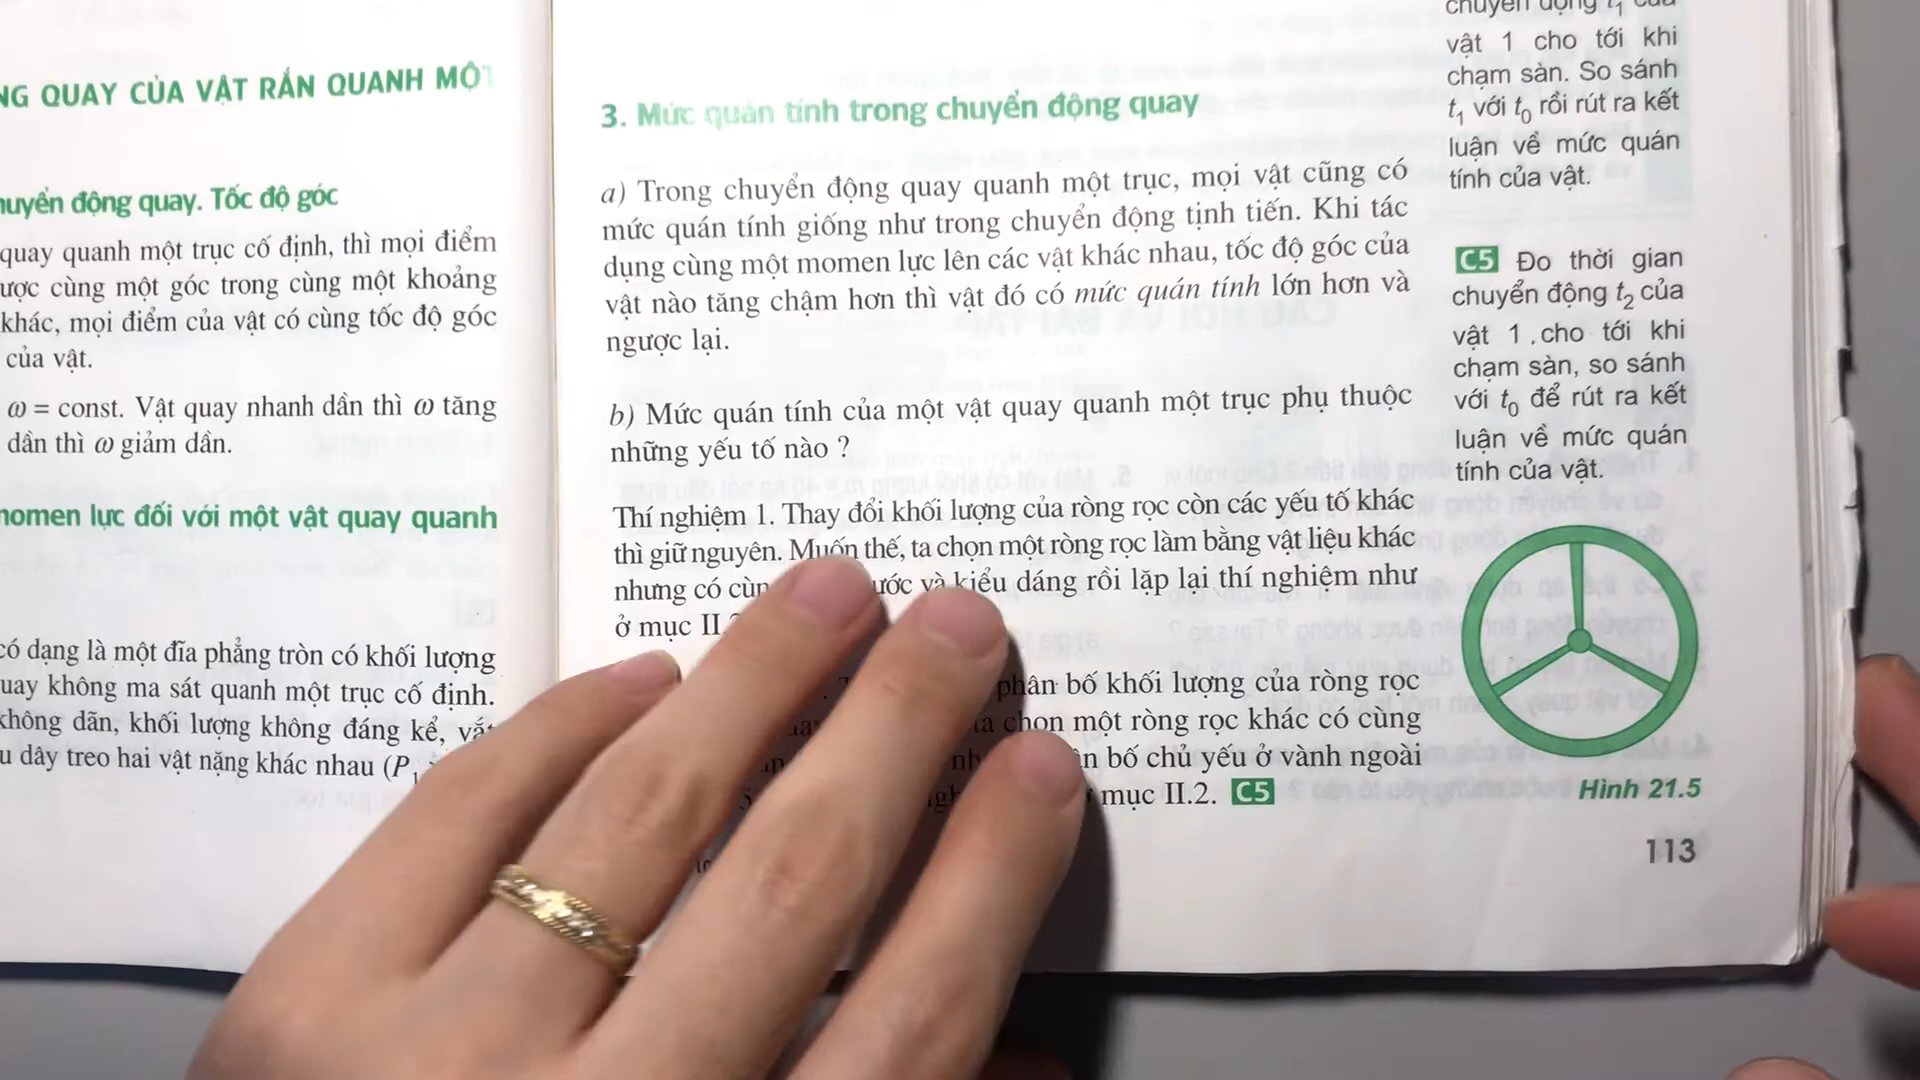 NG QUAY CỦA VẬT RẮN QUANH MỘT
huyển động quay. Tốc độ góc
quay quanh một trục cố định, thì mọi điểm
ược cùng một góc trong cùng một khoảng
khác, mọi điểm của vật có cùng tốc độ góc
của vật.
ω = const. Vật quay nhanh dần thì ω tăng
dần thì ω giảm dần.
momen lực đối với một vật quay quanh
có dạng là một đĩa phẳng tròn có khối lượng
uay không ma sát quanh một trục cố định.
không dãn, khối lượng không đáng kể, vắt
u dây treo hai vật nặng khác nhau (P₁
3. Mức quán tính trong chuyển động quay
a) Trong chuyển động quay quanh một trục, mọi vật cũng có
mức quán tính giống như trong chuyển động tịnh tiến. Khi tác
dụng cùng một momen lực lên các vật khác nhau, tốc độ góc của
vật nào tăng chậm hơn thì vật đó có mức quán tính lớn hơn và
ngược lại.
b) Mức quán tính của một vật quay quanh một trục phụ thuộc
những yếu tố nào ?
Thí nghiệm 1. Thay đổi khối lượng của ròng rọc còn các yếu tố khác
thì giữ nguyên. Muốn thế, ta chọn một ròng rọc làm bằng vật liệu khác
nhưng có cùn ước và kiểu dáng rồi lặp lại thí nghiệm như
ở mục II.
phân bố khối lượng của ròng rọc
chọn một ròng rọc khác có cùng
bố chủ yếu ở vành ngoài
mục II.2. C5
chuyển động t₁ của
vật 1 cho tới khi
chạm sàn. So sánh
t₁ với t₀ rồi rút ra kết
luận về mức quán
tính của vật.
C5 Đo thời gian
chuyển động t₂ của
vật 1 cho tới khi
chạm sàn, so sánh
với t₀ để rút ra kết
luận về mức quán
tính của vật.
Hình 21.5
113